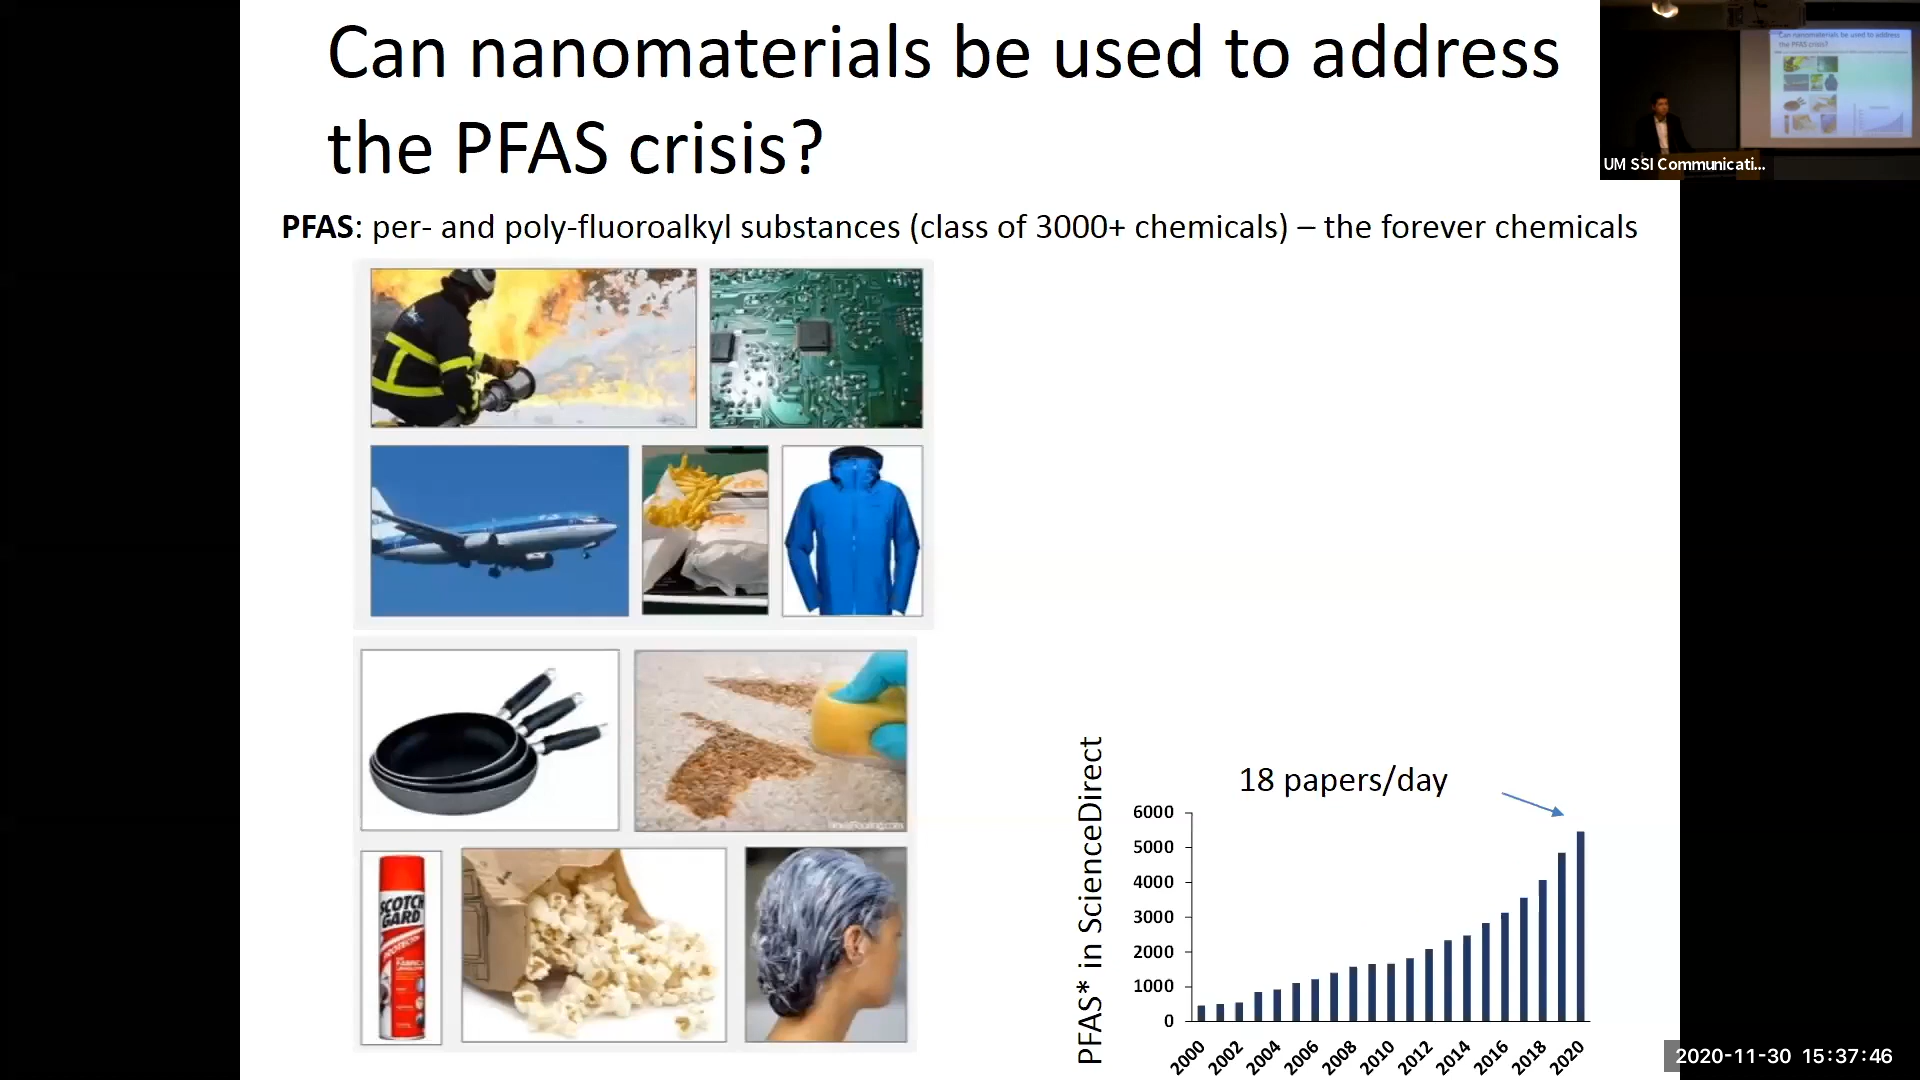 Can nanomaterials be used to address
the PFAS crisis?
UM SSI Communicati...
PFAS: per- and poly-fluoroalkyl substances (class of 3000+ chemicals) – the forever chemicals
SCOTCH
GARD
PROTECTOR
FABRIC
18 papers/day
PFAS* in ScienceDirect
6000
5000
4000
3000
2000
1000
0
2000
2002
2004
2006
2008
2010
2012
2014
2016
2018
2020
2020-11-30 15:37:46